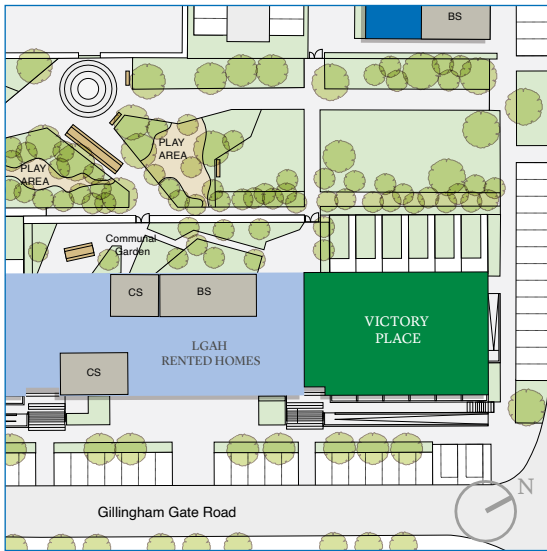 BS
PLAY
AREA
PLAY
AREA
Communal
Garden
CS
BS
VICTORY
PLACE
LGAH
RENTED HOMES
CS
N
Gillingham Gate Road